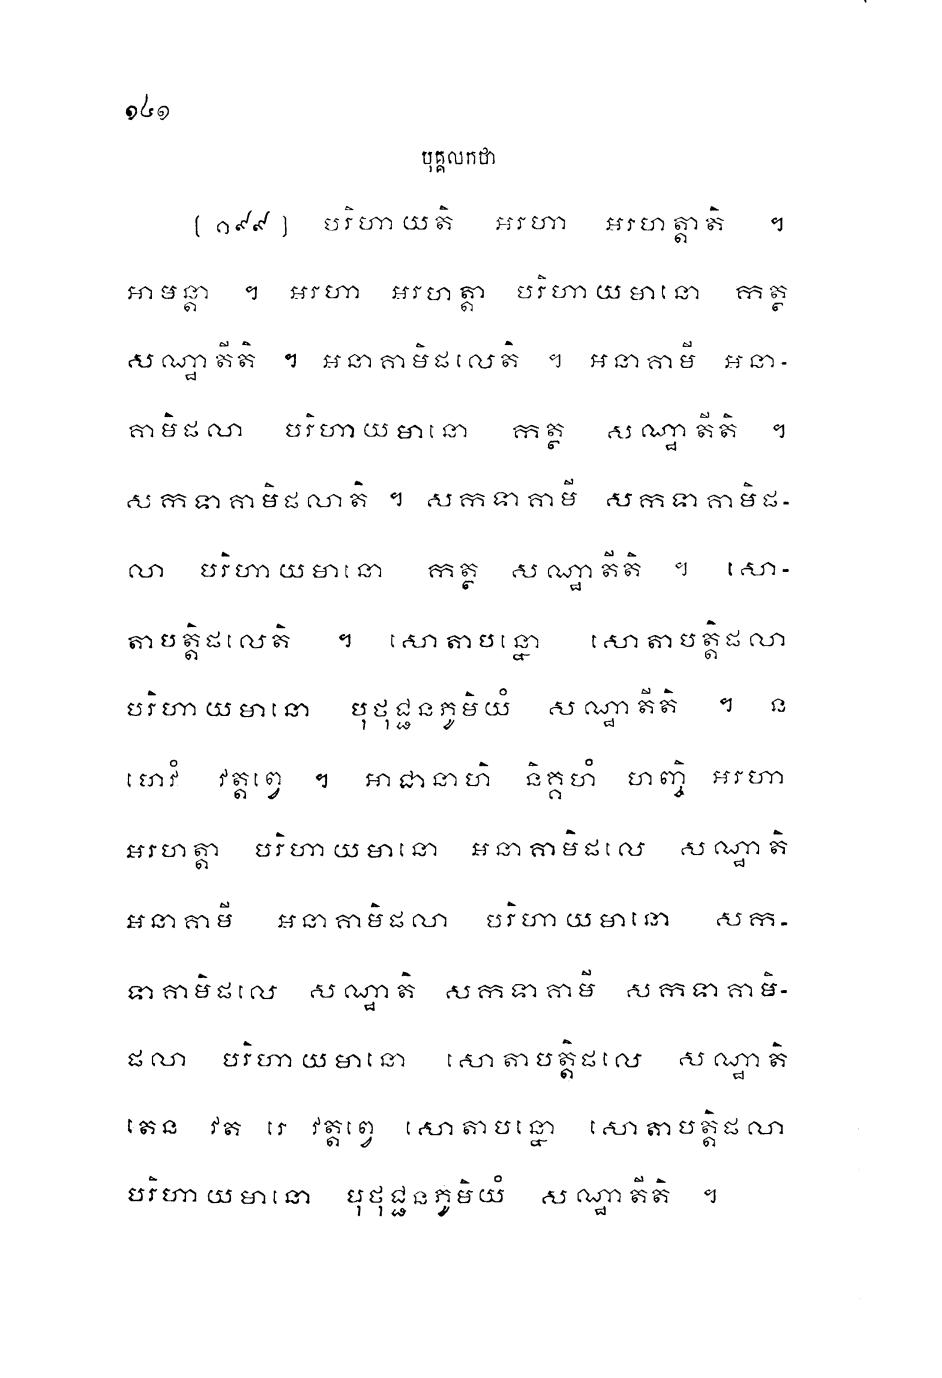 ១៤១
បុគ្គលកថា
[១៩៩] បរិហាយតិ អរហា អរហត្តាតិ ។
អាមន្តា ។ អរហា អរហត្តា បរិហាយមានោ កត្ថ
សណ្ឋាតីតិ ។ អនាគាមិផលេតិ ។ អនាគាមី អនា-
គាមិផលា បរិហាយមានោ កត្ថ សណ្ឋាតីតិ ។
សកទាគាមិផលាតិ ។ សកទាគាមី សកទាគាមិផ-
លា បរិហាយមានោ កត្ថ សណ្ឋាតីតិ ។ សោ-
តាបត្តិផលេតិ ។ សោតាបន្នោ សោតាបត្តិផលា
បរិហាយមានោ បុថុជ្ជនភូមិយំ សណ្ឋាតីតិ ។ ន
ហេវំ វត្តព្វេ ។ អាជានាហិ និគ្គហំ ហញ្ចិ អរហា
អរហត្តា បរិហាយមានោ អនាគាមិផលេ សណ្ឋាតិ
អនាគាមី អនាគាមិផលា បរិហាយមានោ សក-
ទាគាមិផលេ សណ្ឋាតិ សកទាគាមី សកទាគាមិ-
ផលា បរិហាយមានោ សោតាបត្តិផលេ សណ្ឋាតិ
តេន វត រេ វត្តព្វេ សោតាបន្នោ សោតាបត្តិផលា
បរិហាយមានោ បុថុជ្ជនភូមិយំ សណ្ឋាតីតិ ។